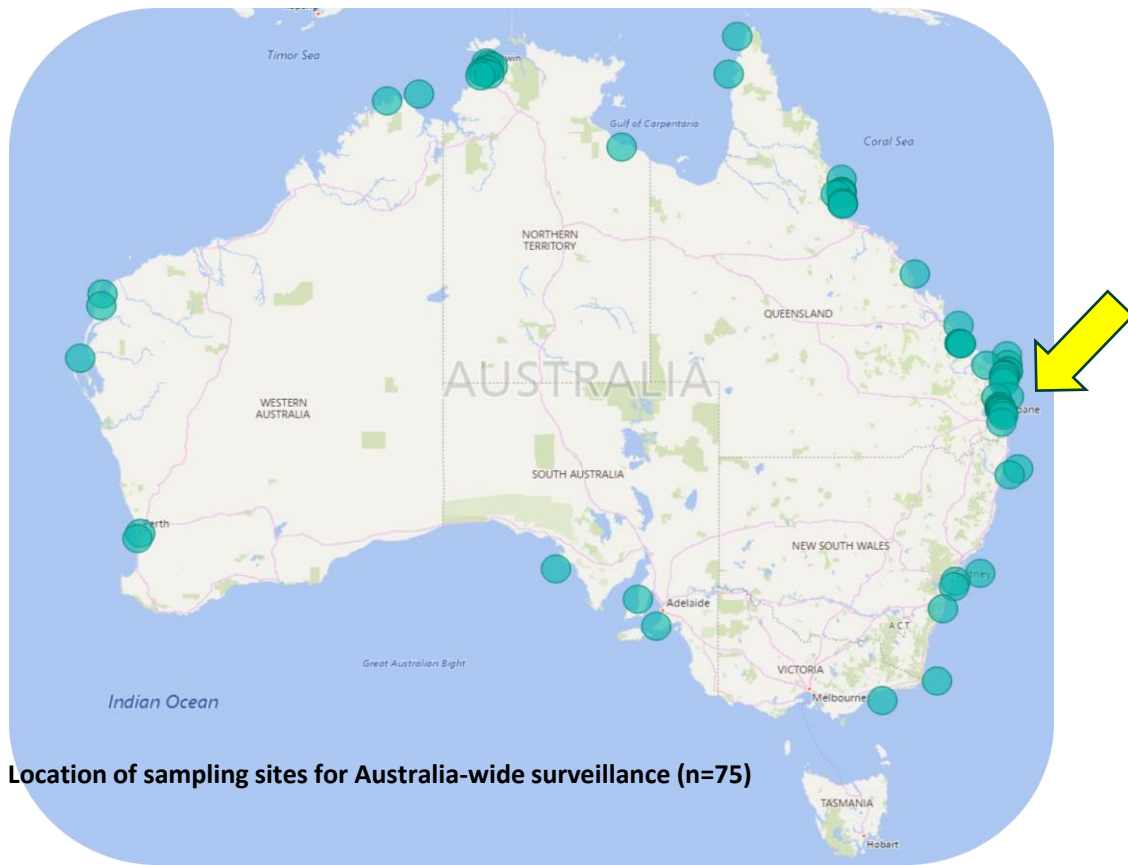 Timor Sea
Gulf of Carpentaria
Coral Sea
NORTHERN
TERRITORY
QUEENSLAND
AUSTRALIA
WESTERN
AUSTRALIA
SOUTH AUSTRALIA
NEW SOUTH WALES
Adelaide
A.C.T.
Great Australian Bight
VICTORIA
Melbourne
Indian Ocean
Location of sampling sites for Australia-wide surveillance (n=75)
TASMANIA
Hobart